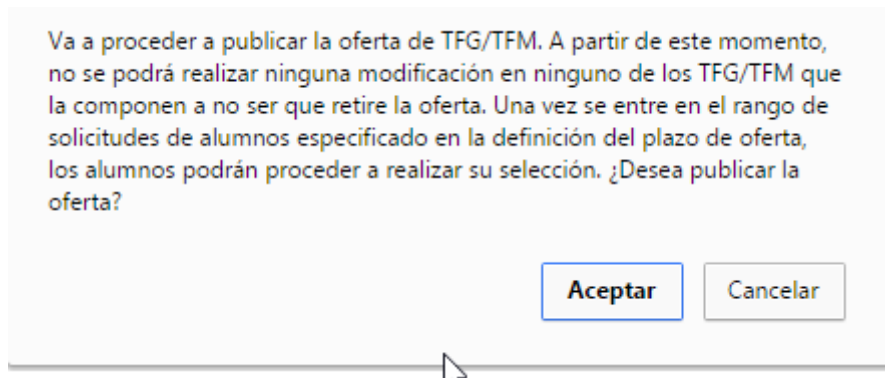 Va a proceder a publicar la oferta de TFG/TFM. A partir de este momento,
no se podrá realizar ninguna modificación en ninguno de los TFG/TFM que
la componen a no ser que retire la oferta. Una vez se entre en el rango de
solicitudes de alumnos especificado en la definición del plazo de oferta,
los alumnos podrán proceder a realizar su selección. ¿Desea publicar la
oferta?
Aceptar Cancelar